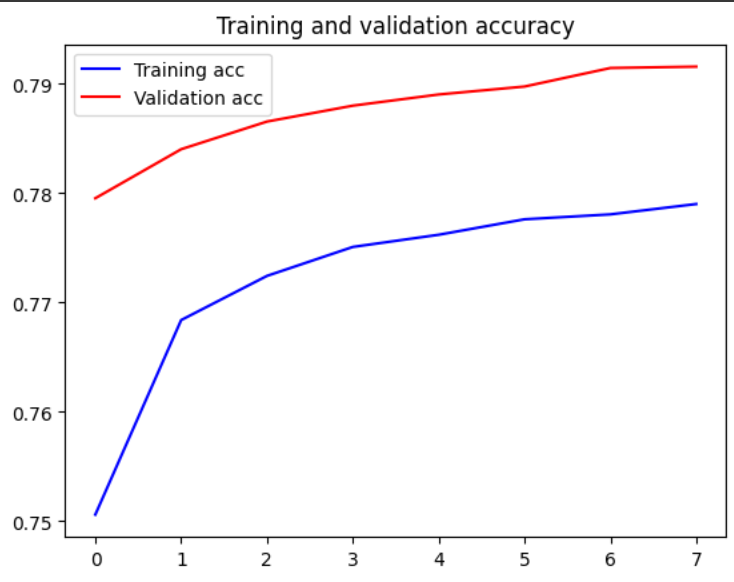 Training and validation accuracy
Training acc
Validation acc
0.79
0.78
0.77
0.76
0.75
0 1 2 3 4 5 6 7